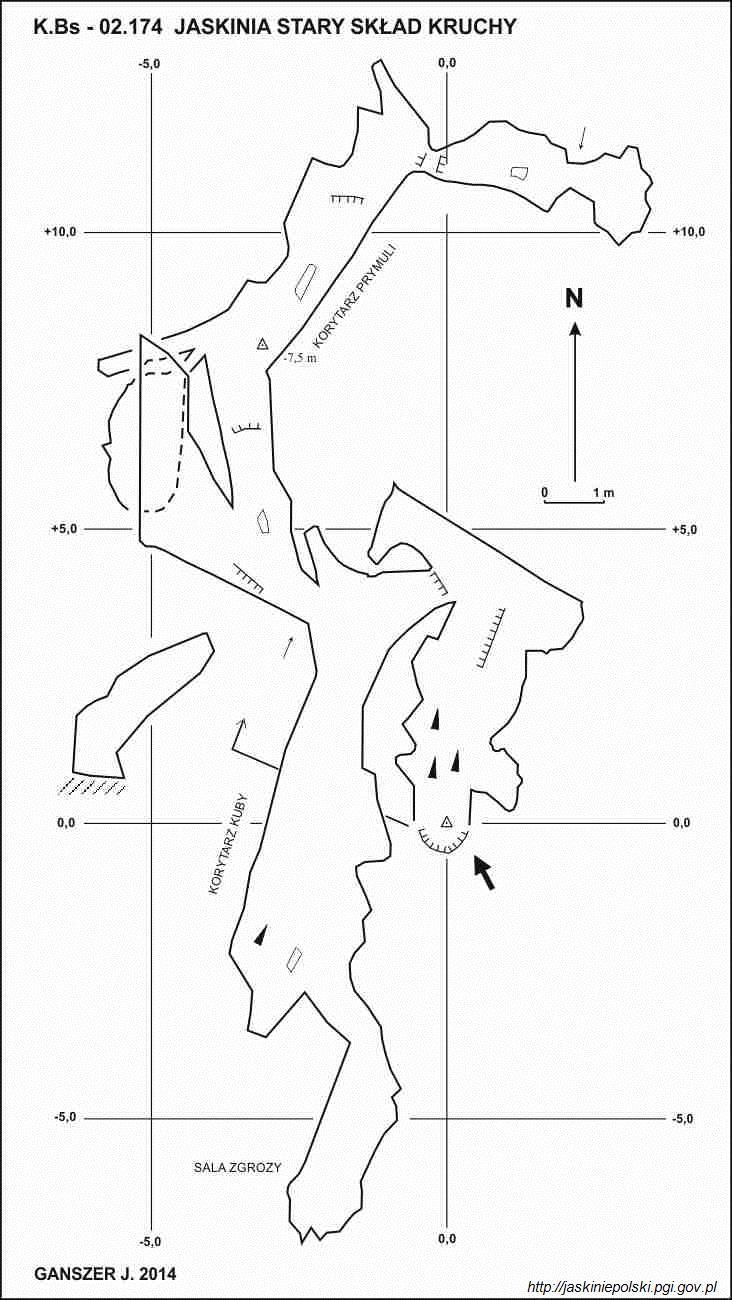 K.Bs - 02.174 JASKINIA STARY SKŁAD KRUCHY
-5,0
0,0
+10,0
+10,0
KORYTARZ PRYMULI
N
-7,5 m
0
1 m
+5,0
+5,0
KORYTARZ KUBY
0,0
0,0
-5,0
-5,0
SALA ZGROZY
-5,0
0,0
GANSZER J. 2014
http://jaskiniepolski.pgi.gov.pl